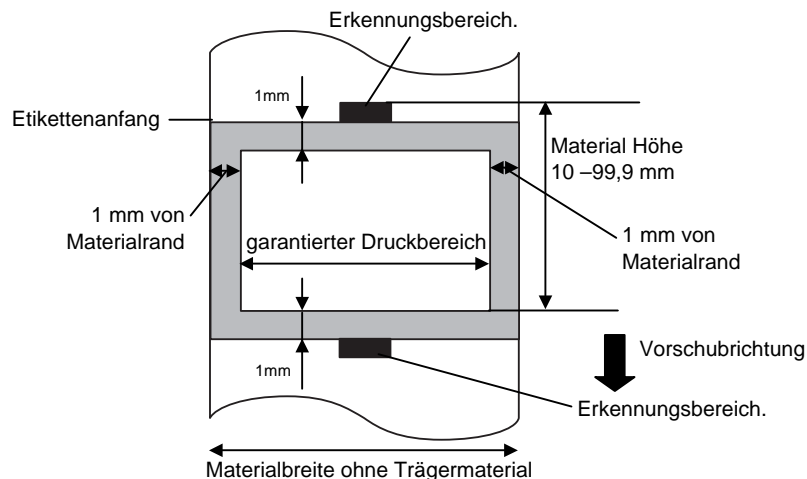 Erkennungsbereich.
1mm
Etikettenanfang
Material Höhe
10 –99,9 mm
1 mm von
Materialrand
garantierter Druckbereich
1 mm von
Materialrand
Vorschubrichtung
1mm
Erkennungsbereich.
Materialbreite ohne Trägermaterial